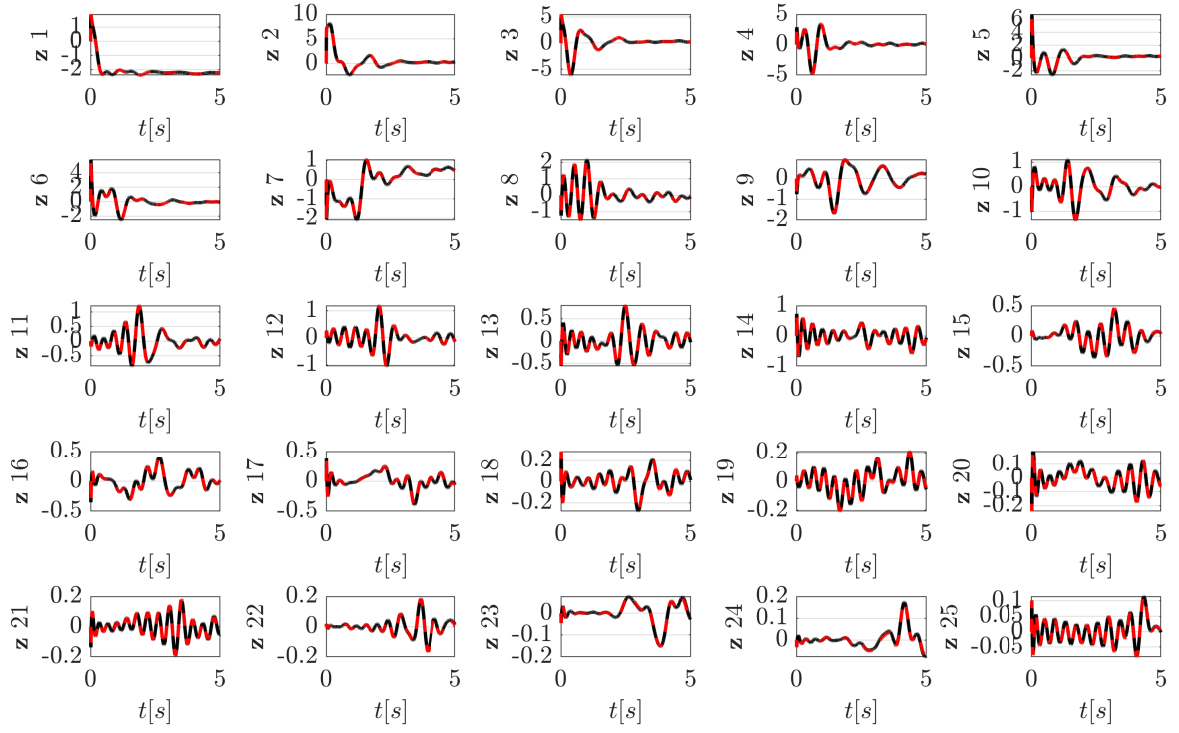 z 1
1
0
-2
0 5
t[s]
z 2
10
5
0
0 5
t[s]
z 3
5
0
-5
0 5
t[s]
z 4
5
0
-5
0 5
t[s]
z 5
6
4
2
0
-2
0 5
t[s]
z 6
4
2
0
-2
0 5
t[s]
z 7
1
0
-1
-2
0 5
t[s]
z 8
2
1
0
-1
0 5
t[s]
z 9
0
-1
-2
0 5
t[s]
z 10
1
0
-1
0 5
t[s]
z 11
1
0.5
0
-0.5
0 5
t[s]
z 12
1
0
-1
0 5
t[s]
z 13
0.5
0
-0.5
0 5
t[s]
z 14
1
0
-1
0 5
t[s]
z 15
0.5
0
-0.5
0 5
t[s]
z 16
0.5
0
-0.5
0 5
t[s]
z 17
0.5
0
-0.5
0 5
t[s]
z 18
0.2
0
-0.2
0 5
t[s]
z 19
0.2
0
-0.2
0 5
t[s]
z 20
0.1
0
-0.1
-0.2
0 5
t[s]
z 21
0.2
0
-0.2
0 5
t[s]
z 22
0.2
0
-0.2
0 5
t[s]
z 23
0
-0.1
-0.2
0 5
t[s]
z 24
0.2
0.1
0
0 5
t[s]
z 25
0.1
0.05
0
-0.05
0 5
t[s]